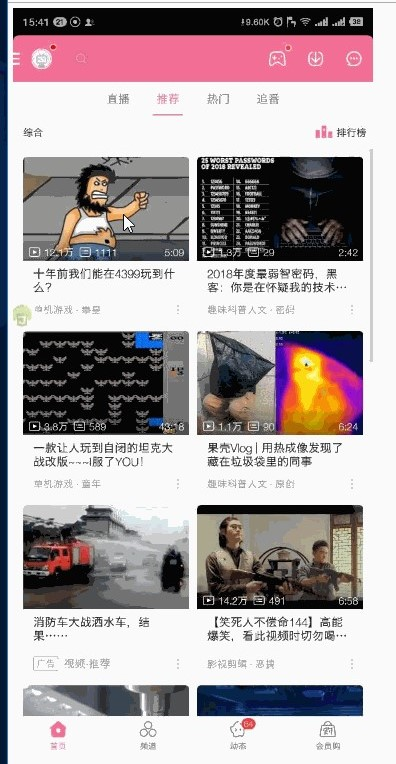 15:41 21
9.60K 38
直播 推荐 热门 追番
综合 排行榜
12.1万 1111 5:09
十年前我们能在4399玩到什
么?
单机游戏 · 拳皇
25 WORST PASSWORDS
OF 2018 REVEALED
29 2:42
2018年度最弱智密码,黑
客:你是在怀疑我的技术…
趣味科普人文 · 密码
3.8万 589 43:18
一款让人玩到自闭的坦克大
战改版~~~I服了YOU!
单机游戏 · 童年
1.1万 90 6:24
果壳Vlog | 用热成像发现了
藏在垃圾袋里的同事
趣味科普人文 · 原创
消防车大战洒水车,结
果……
广告 视频·推荐
14.2万 491 6:58
【笑死人不偿命144】高能
爆笑,看此视频时切勿喝…
影视剪辑 · 恶搞
首页 频道 动态 64 会员购